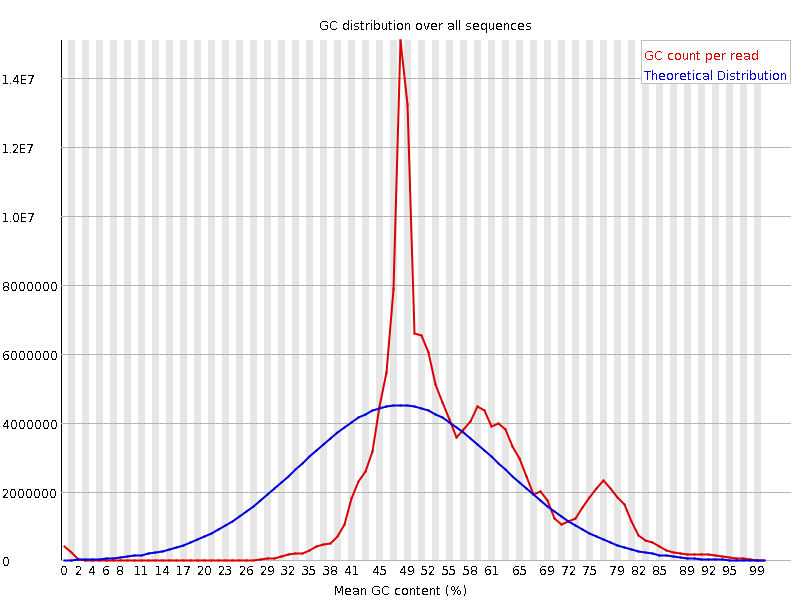 GC distribution over all sequences
GC count per read
Theoretical Distribution
1.4E7
1.2E7
1.0E7
8000000
6000000
4000000
2000000
0
0 2 4 6 8 11 14 17 20 23 26 29 32 35 38 41 45 49 52 55 58 61 65 69 72 75 79 82 85 89 92 95 99
Mean GC content (%)